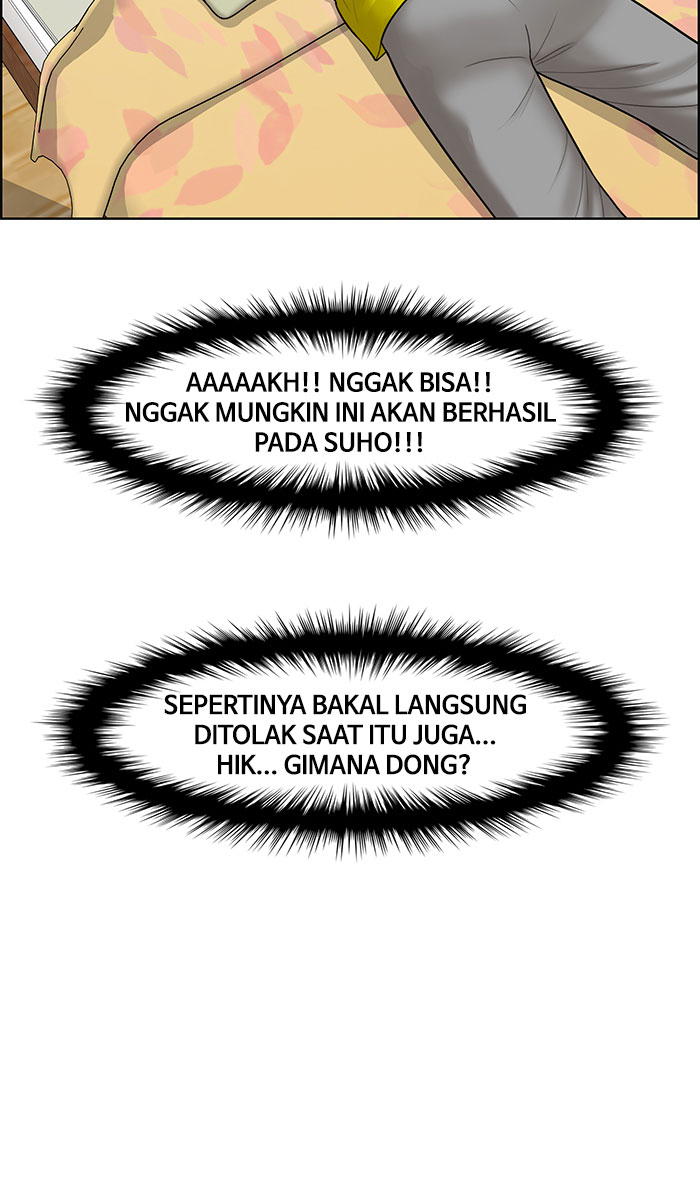 AAAAAKH!! NGGAK BISA!!
NGGAK MUNGKIN INI AKAN BERHASIL
PADA SUHO!!!
SEPERTINYA BAKAL LANGSUNG
DITOLAK SAAT ITU JUGA...
HIK... GIMANA DONG?